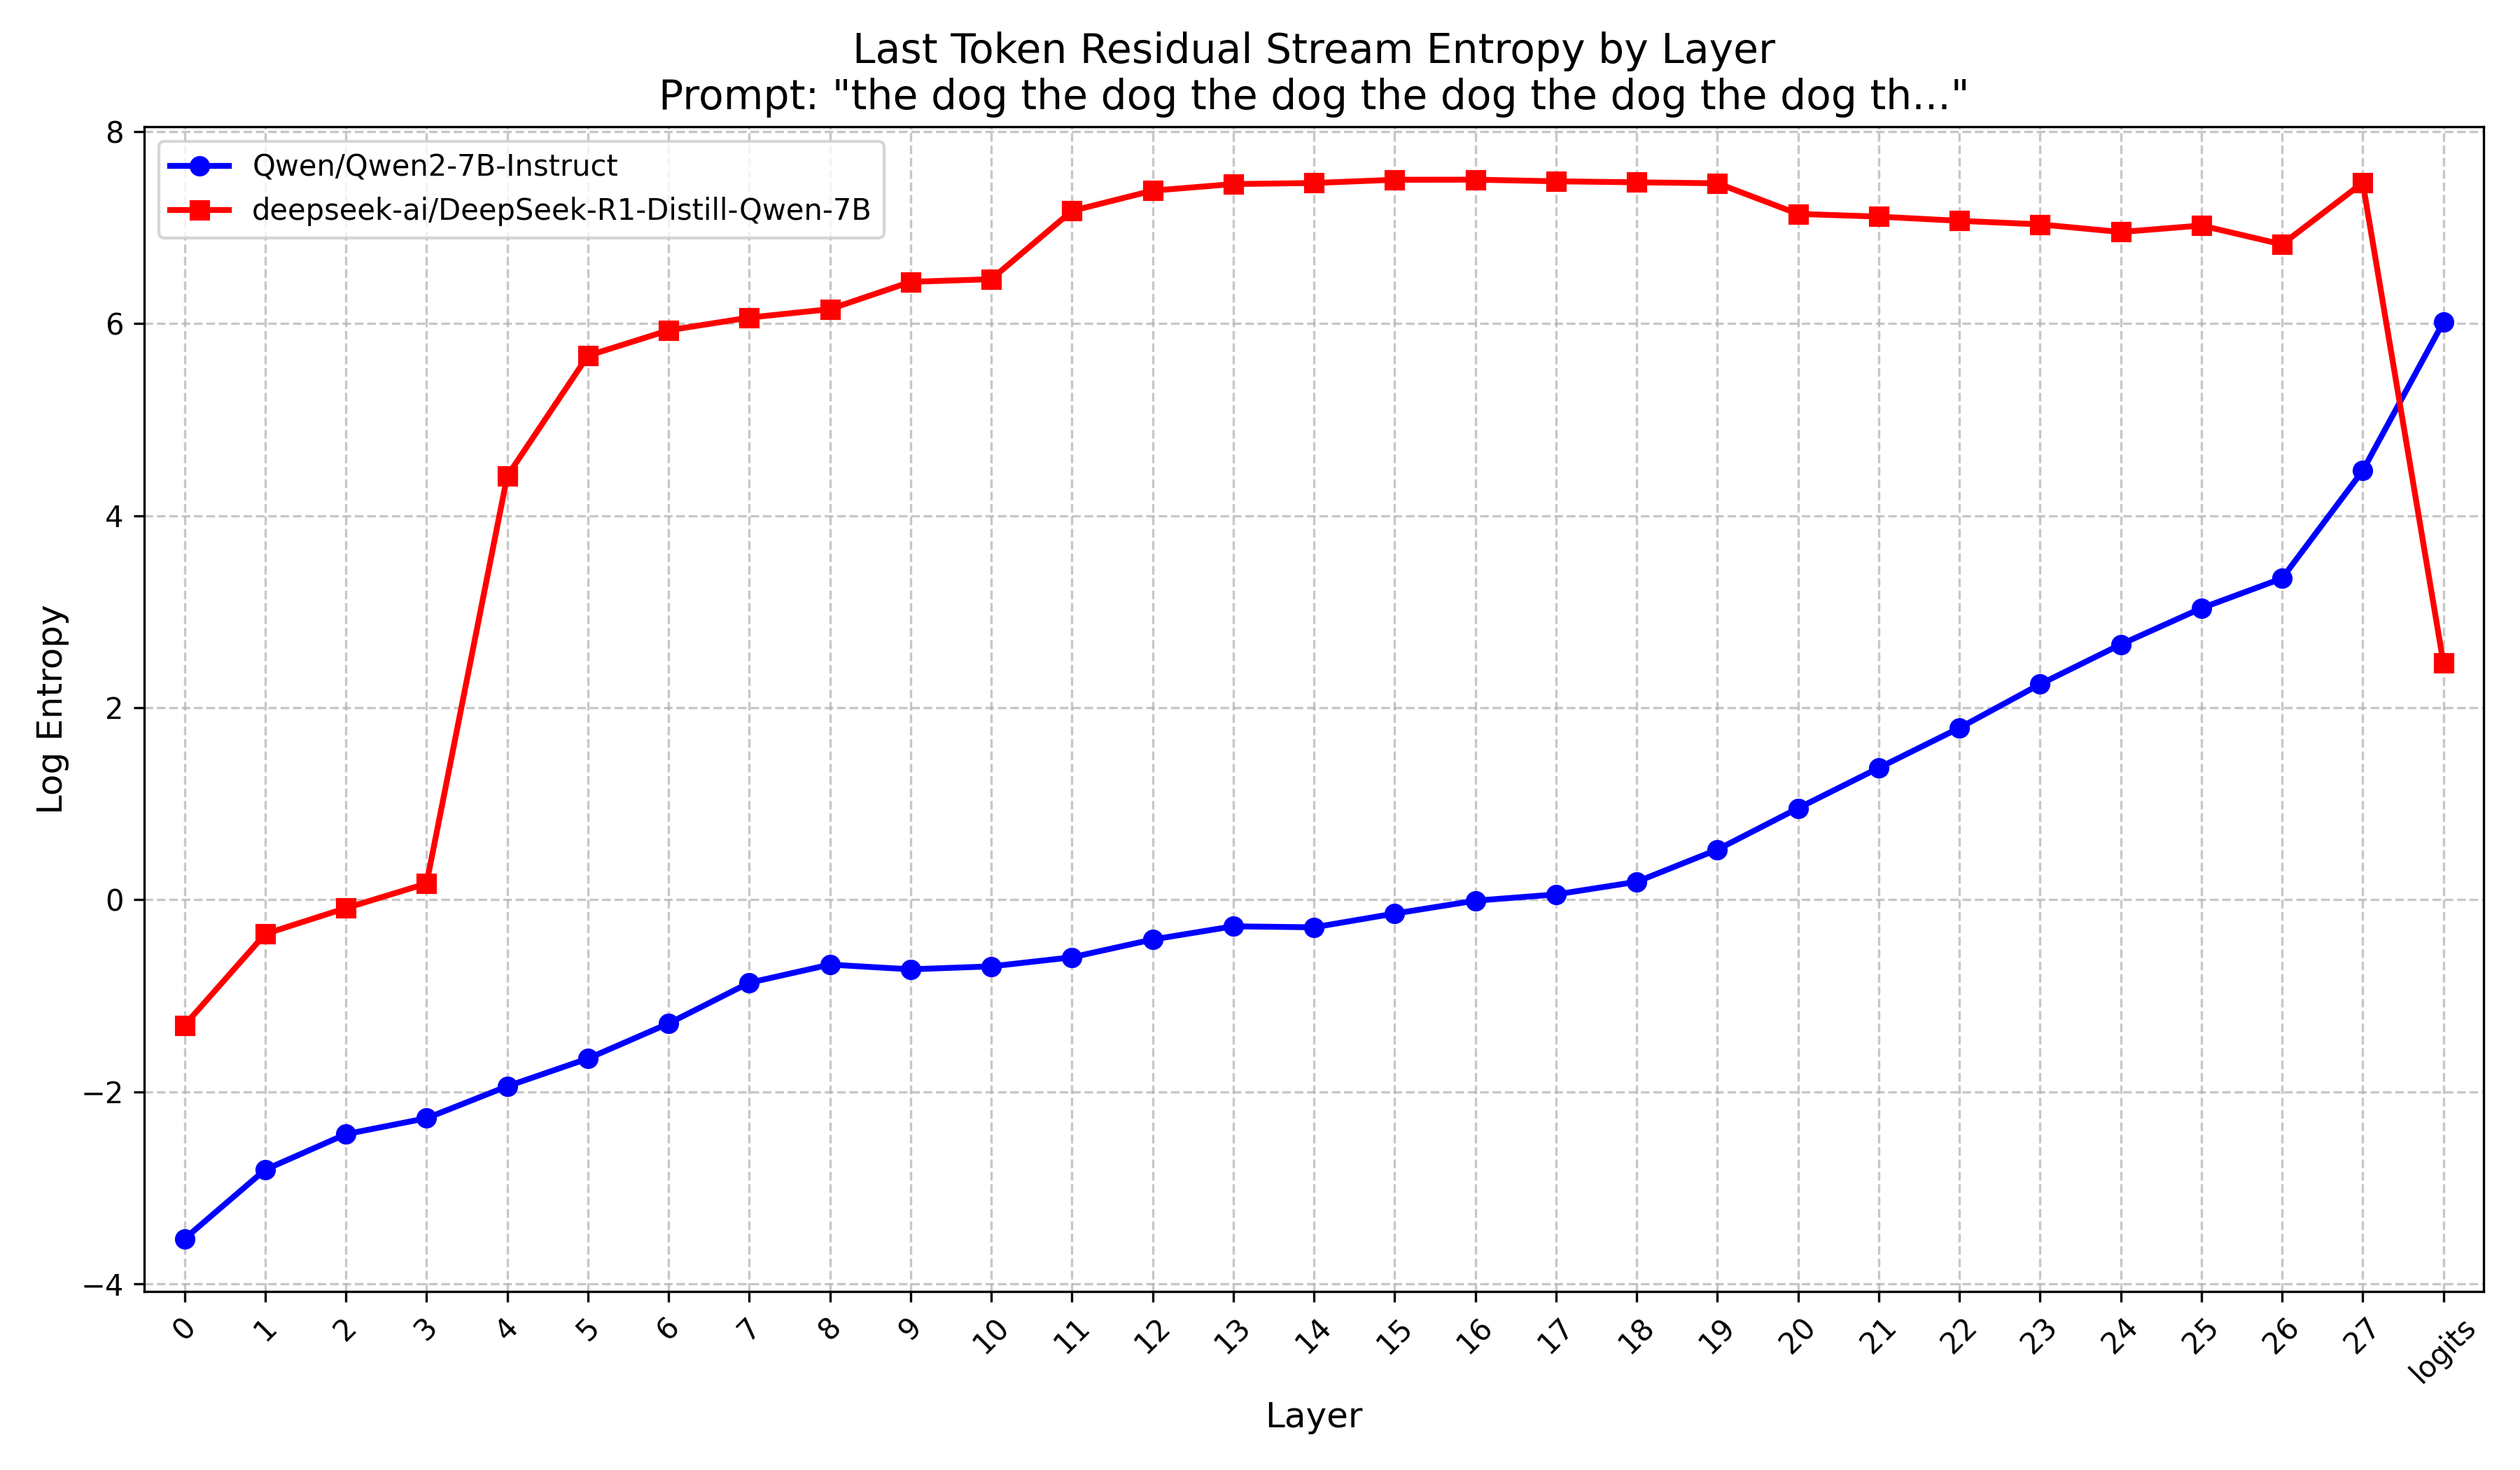 Last Token Residual Stream Entropy by Layer
Prompt: "the dog the dog the dog the dog the dog the dog th..."
Qwen/Qwen2-7B-Instruct
deepseek-ai/DeepSeek-R1-Distill-Qwen-7B
Log Entropy
8
6
4
2
0
−2
−4
0 1 2 3 4 5 6 7 8 9 10 11 12 13 14 15 16 17 18 19 20 21 22 23 24 25 26 27 logits
Layer